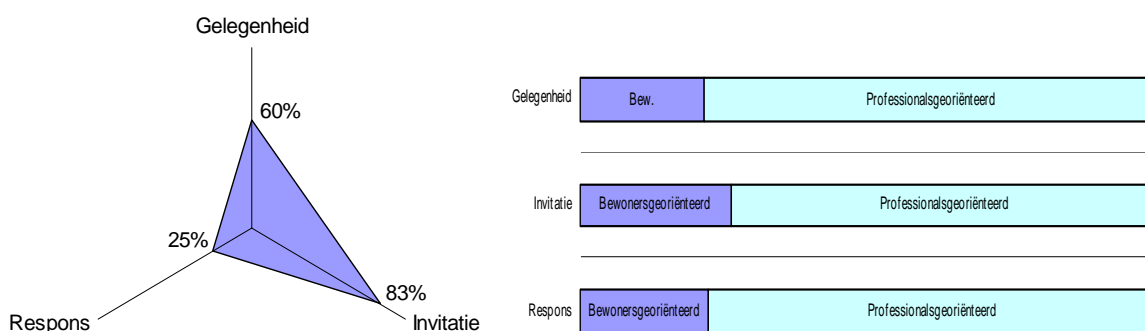 Gelegenheid
60%
25%
83%
Respons
Invitatie
Gelegenheid
Bew.
Professionalsgeoriënteerd
Invitatie
Bewonersgeoriënteerd
Professionalsgeoriënteerd
Respons
Bewonersgeoriënteerd
Professionalsgeoriënteerd